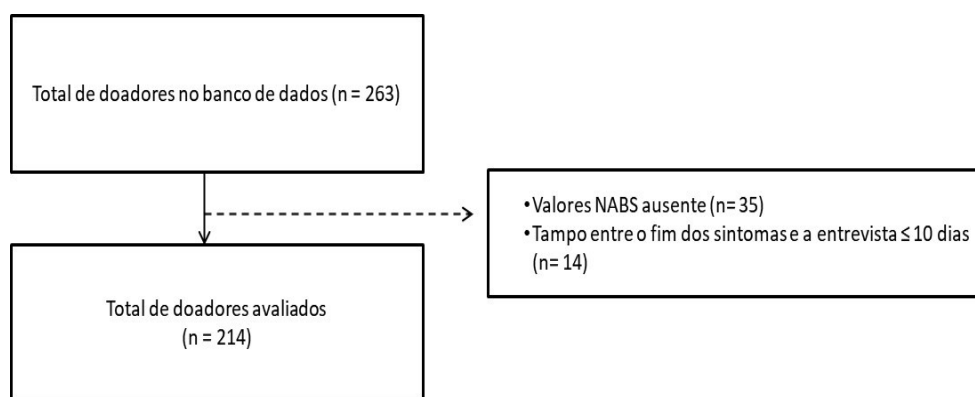 Total de doadores no banco de dados (n = 263)
•Valores NABS ausente (n= 35)
•Tampo entre o fim dos sintomas e a entrevista ≤ 10 dias
(n= 14)
Total de doadores avaliados
(n = 214)